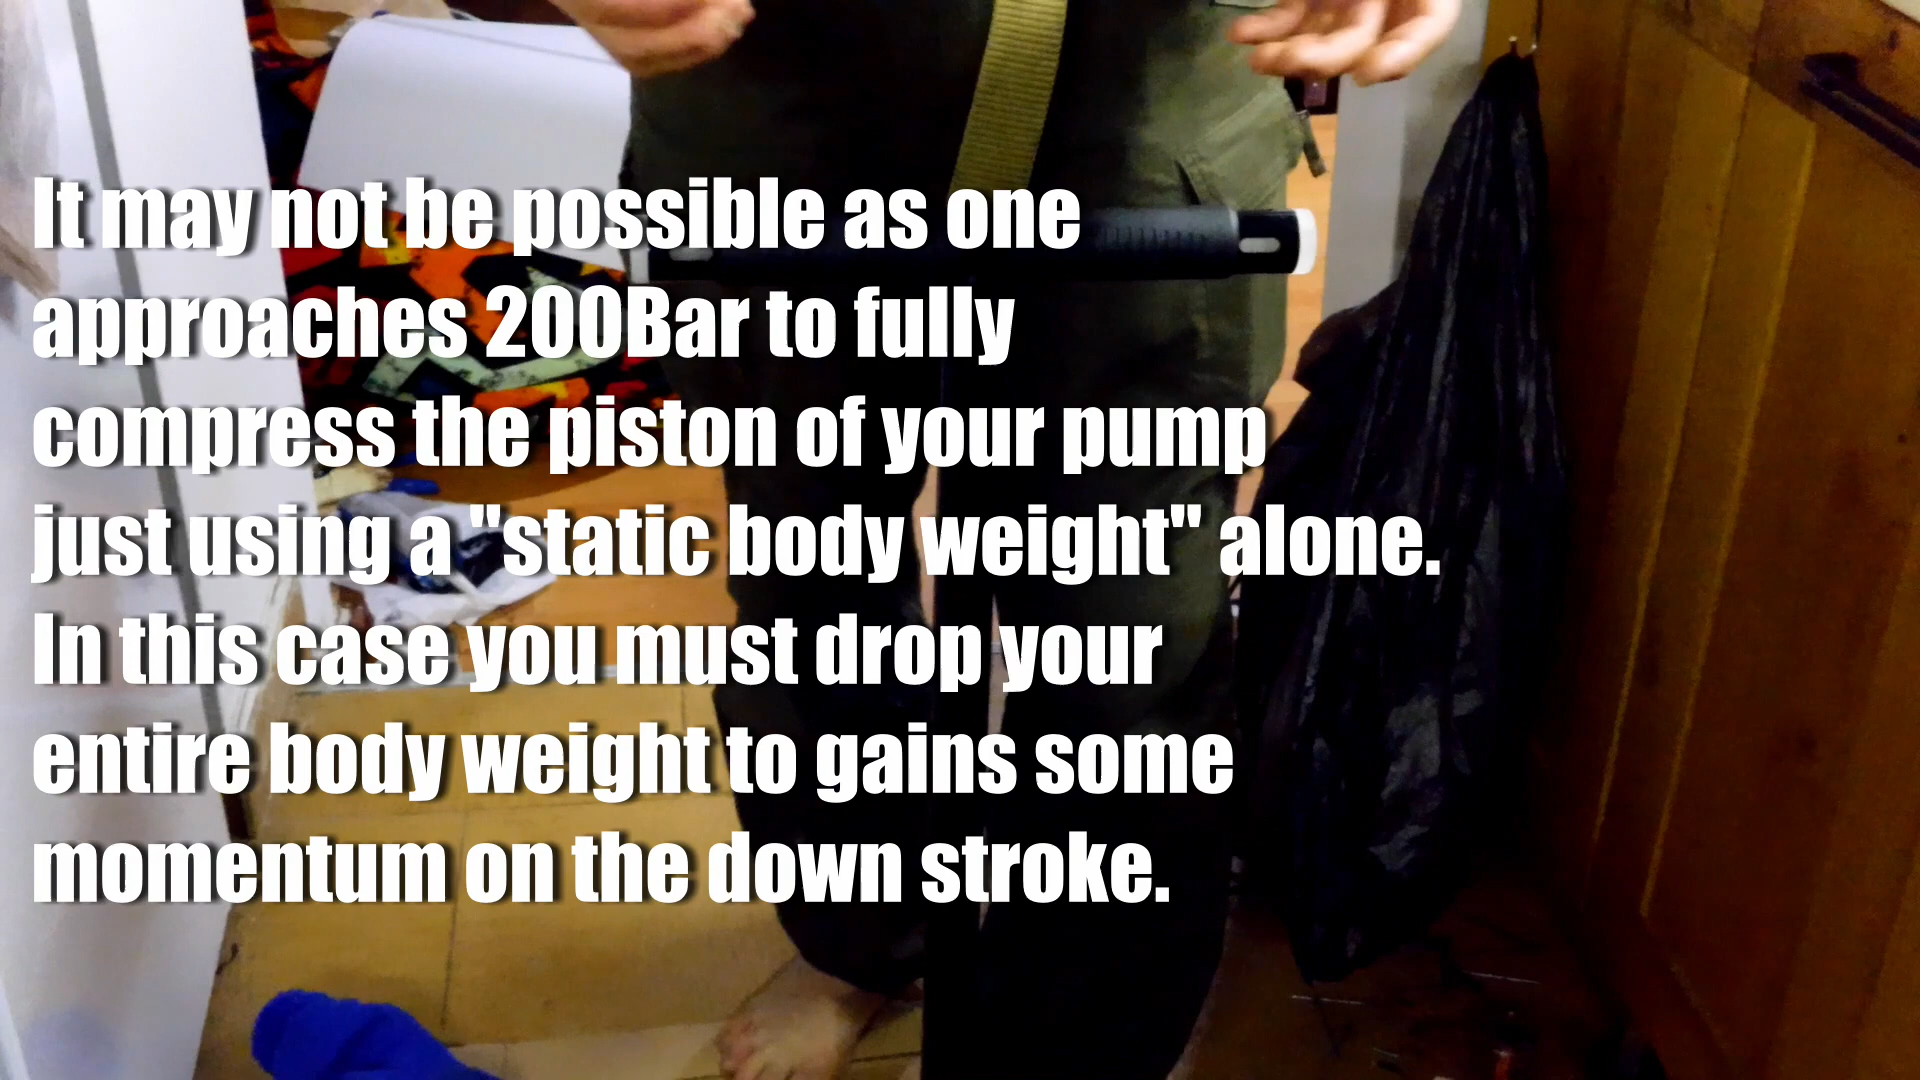 It may not be possible as one
approaches 200Bar to fully
compress the piston of your pump
just using a "static body weight" alone.
In this case you must drop your
entire body weight to gains some
momentum on the down stroke.